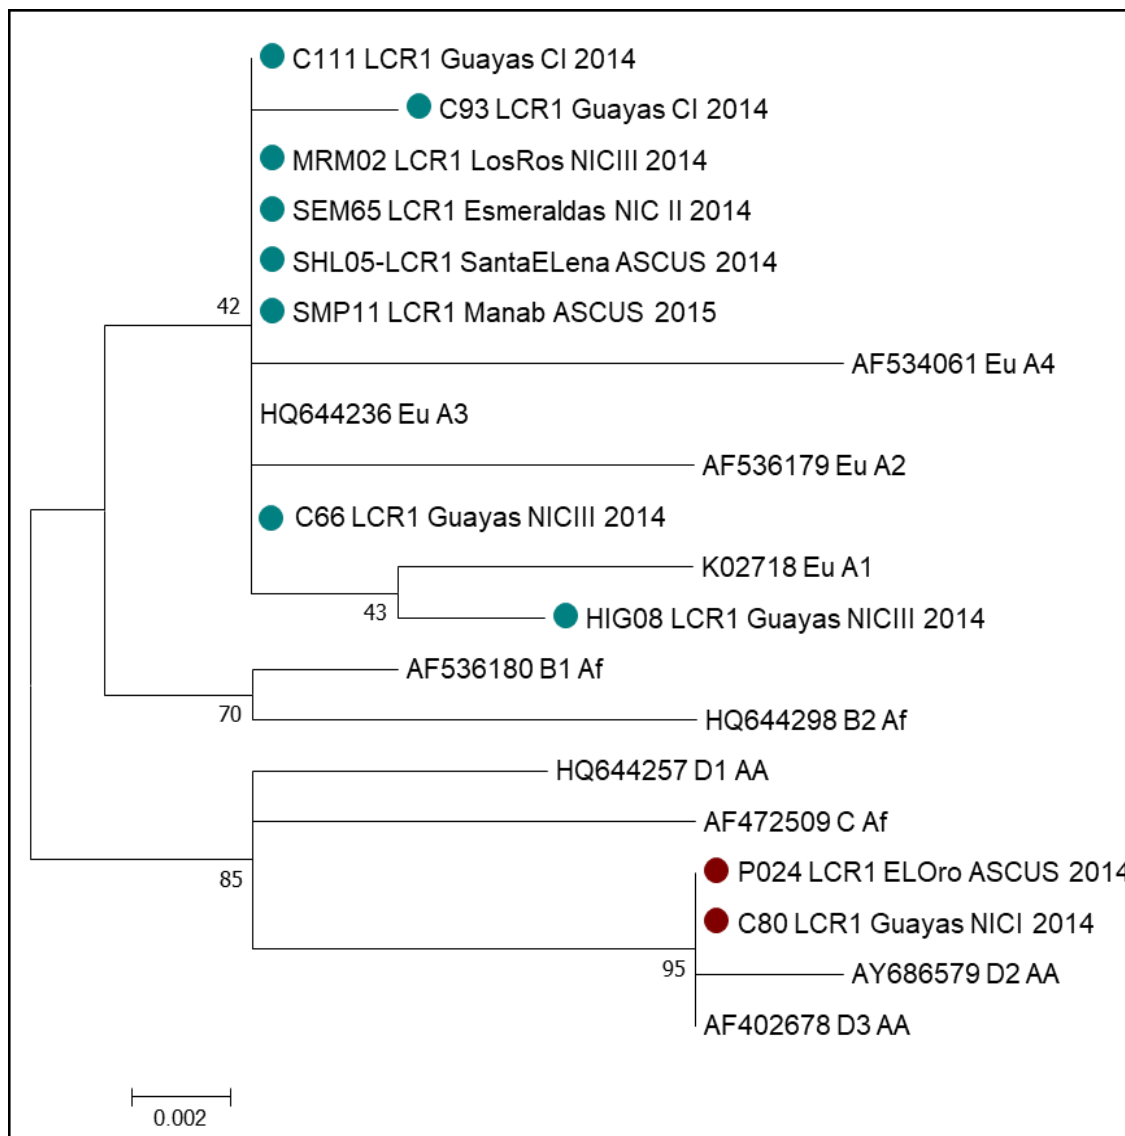 C111 LCR1 Guayas CI 2014
C93 LCR1 Guayas CI 2014
MRM02 LCR1 LosRos NICIII 2014
SEM65 LCR1 Esmeraldas NIC II 2014
SHL05-LCR1 SantaELena ASCUS 2014
SMP11 LCR1 Manab ASCUS 2015
42
AF534061 Eu A4
HQ644236 Eu A3
AF536179 Eu A2
C66 LCR1 Guayas NICIII 2014
K02718 Eu A1
43
HIG08 LCR1 Guayas NICIII 2014
AF536180 B1 Af
70
HQ644298 B2 Af
HQ644257 D1 AA
AF472509 C Af
85
P024 LCR1 ELOro ASCUS 2014
C80 LCR1 Guayas NICI 2014
95
AY686579 D2 AA
AF402678 D3 AA
0.002